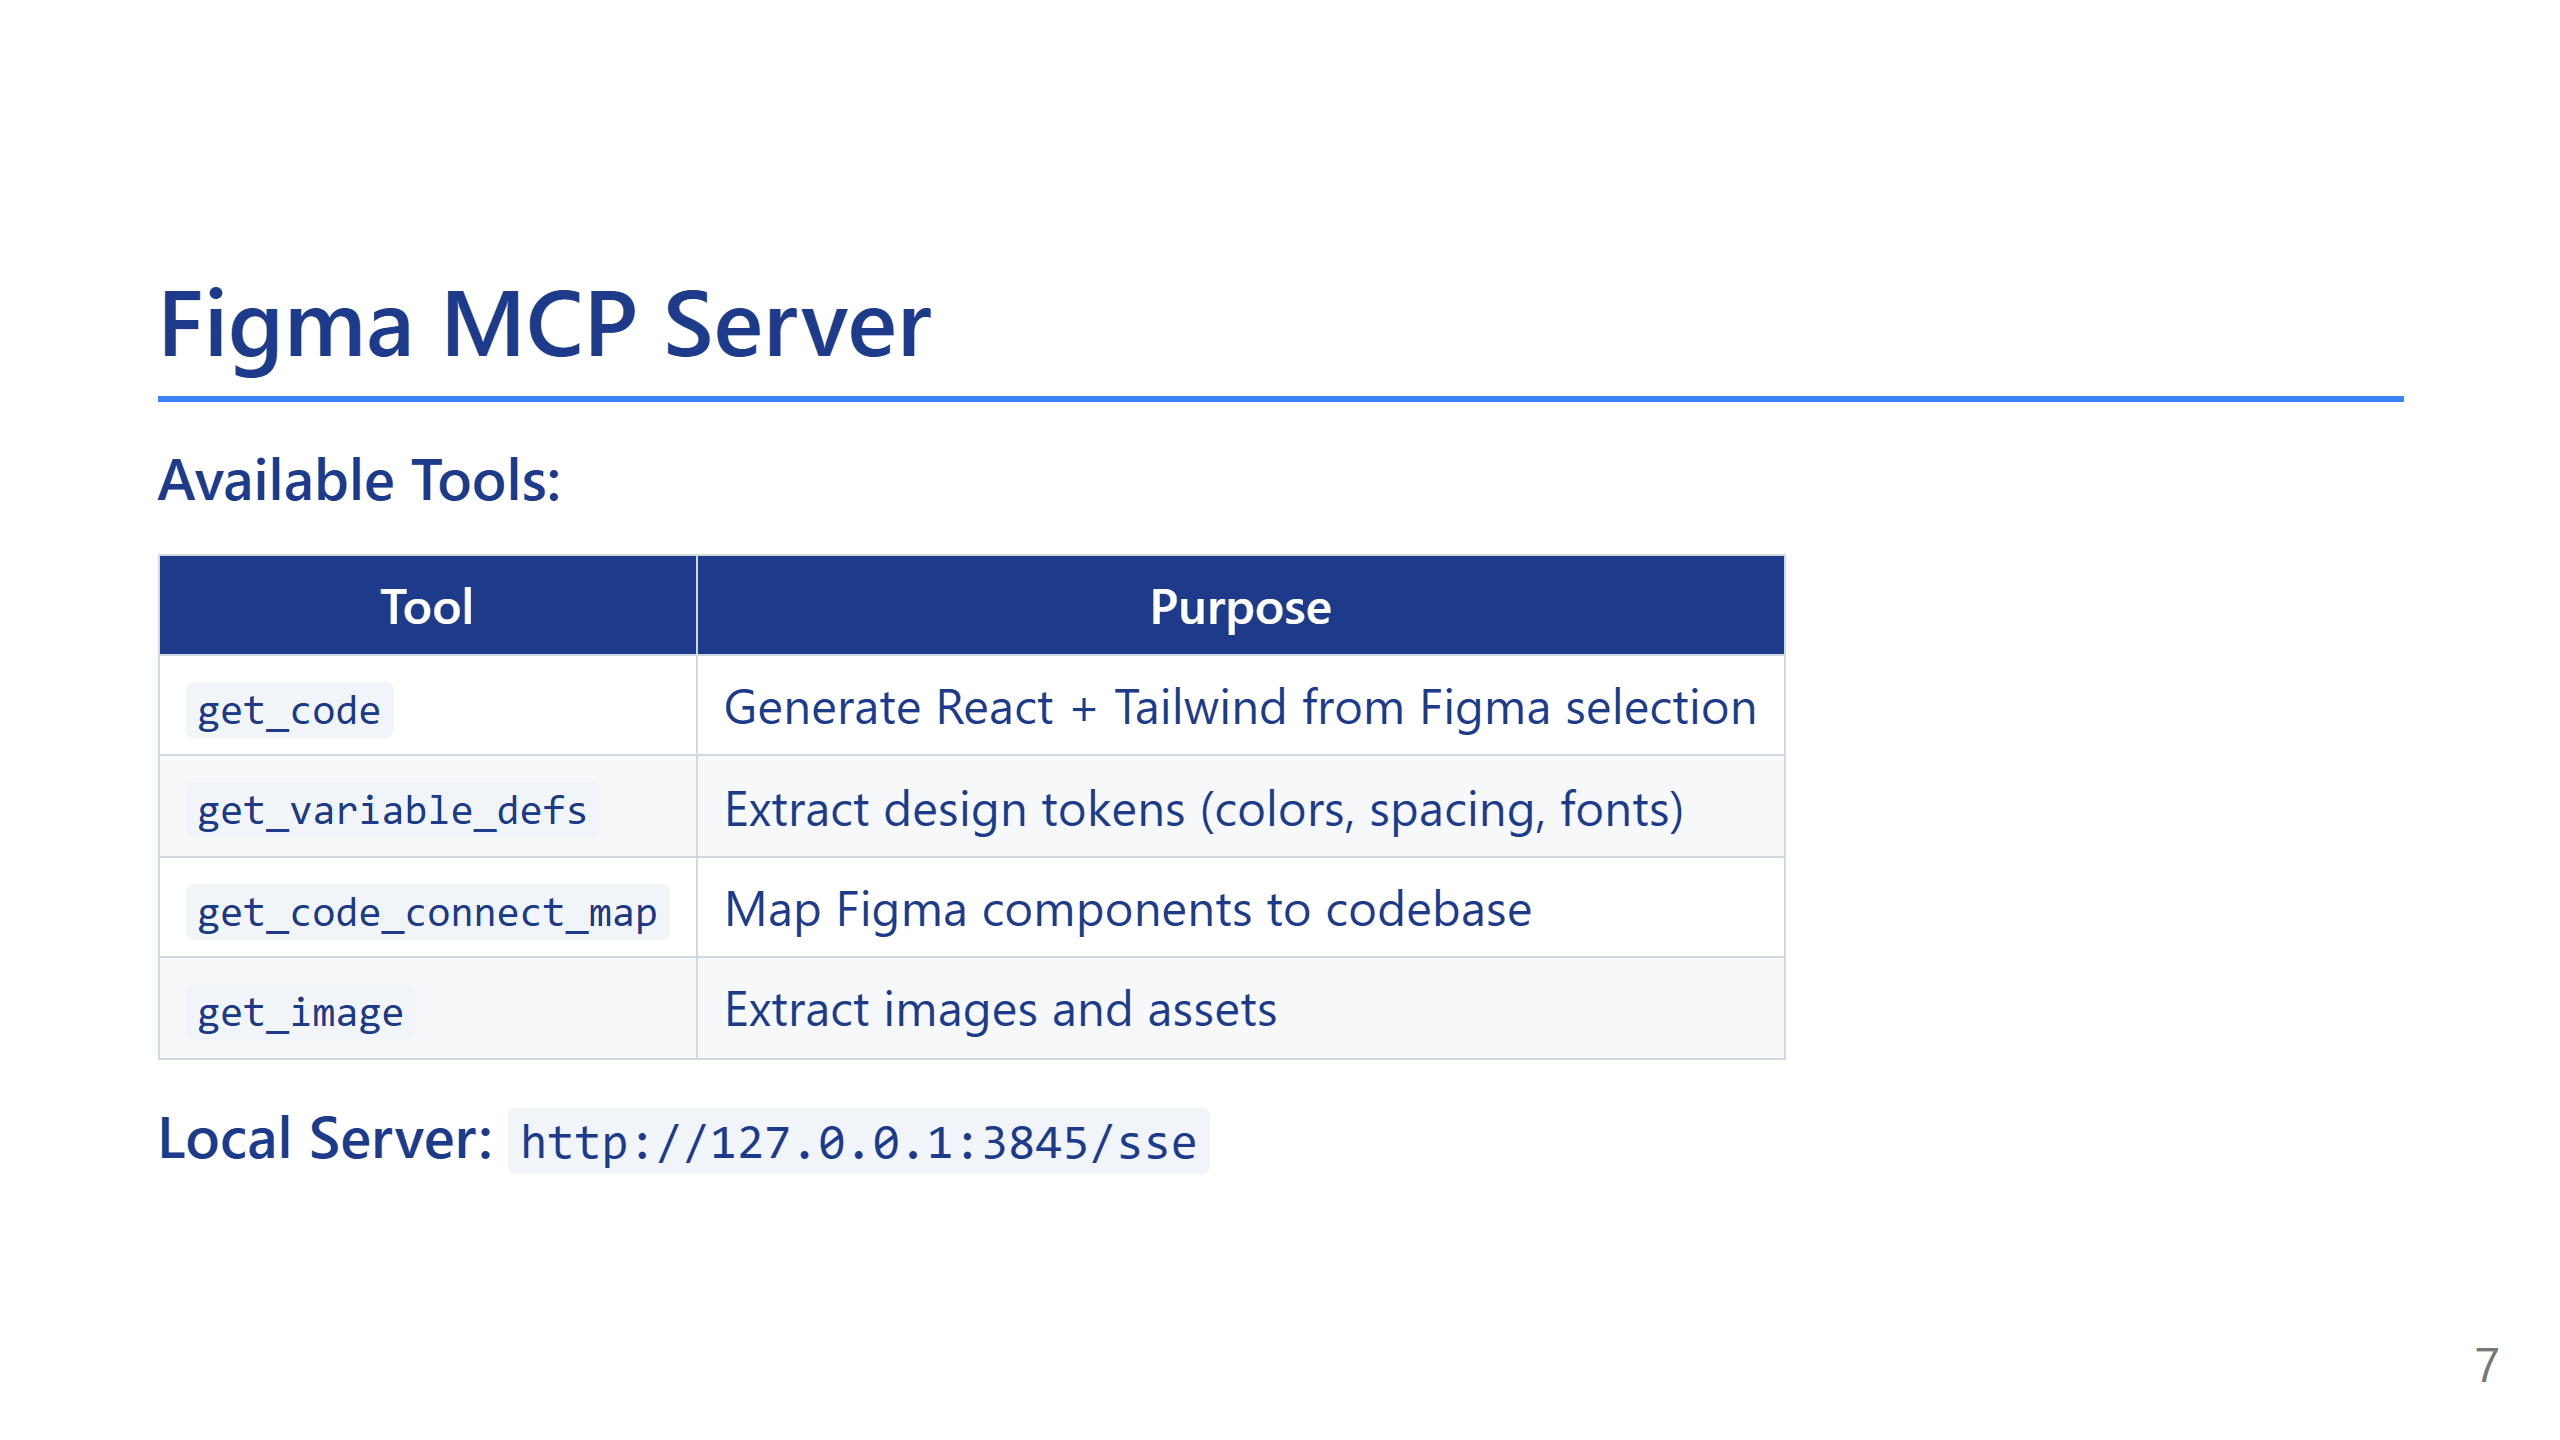 Figma MCP Server
Available Tools:
Tool Purpose
get_code Generate React + Tailwind from Figma selection
get_variable_defs Extract design tokens (colors, spacing, fonts)
get_code_connect_map Map Figma components to codebase
get_image Extract images and assets
Local Server: http://127.0.0.1:3845/sse
7